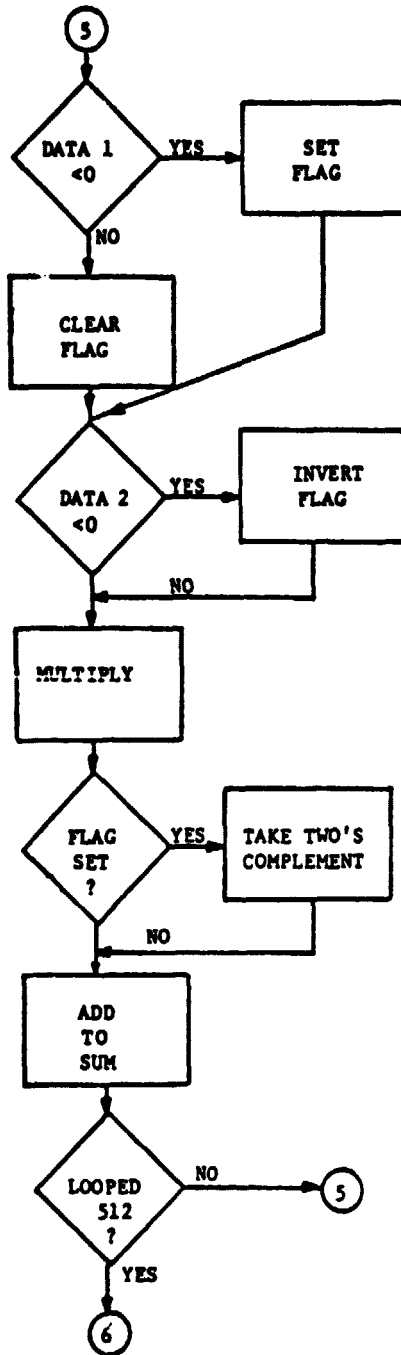 5
DATA 1
<0
YES
SET
FLAG
NO
CLEAR
FLAG
DATA 2
<0
YES
INVERT
FLAG
NO
MULTIPLY
FLAG
SET
?
YES
TAKE TWO'S
COMPLEMENT
NO
ADD
TO
SUM
LOOPED
512
?
NO
5
YES
6